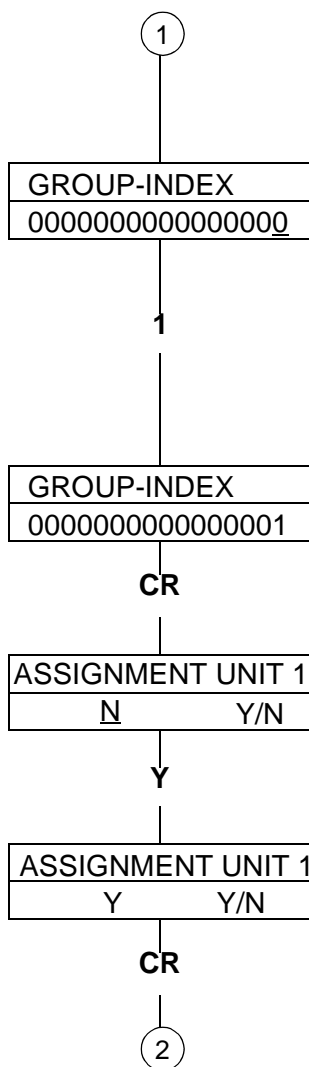 1
GROUP-INDEX
0000000000000000
1
GROUP-INDEX
0000000000000001
CR
ASSIGNMENT UNIT 1
N Y/N
Y
ASSIGNMENT UNIT 1
Y Y/N
CR
2